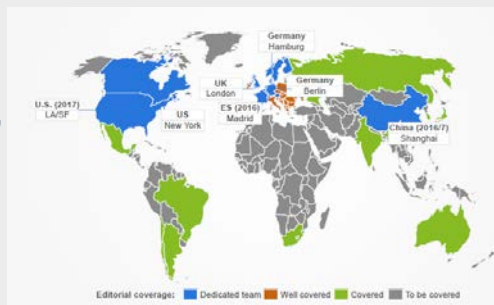 Germany
Hamburg
UK
London
Germany
Berlin
U.S. (2017)
LA/SF
US
New York
ES (2016)
Madrid
China (2016/7)
Shanghai
Editorial coverage: Dedicated team Well covered Covered To be covered